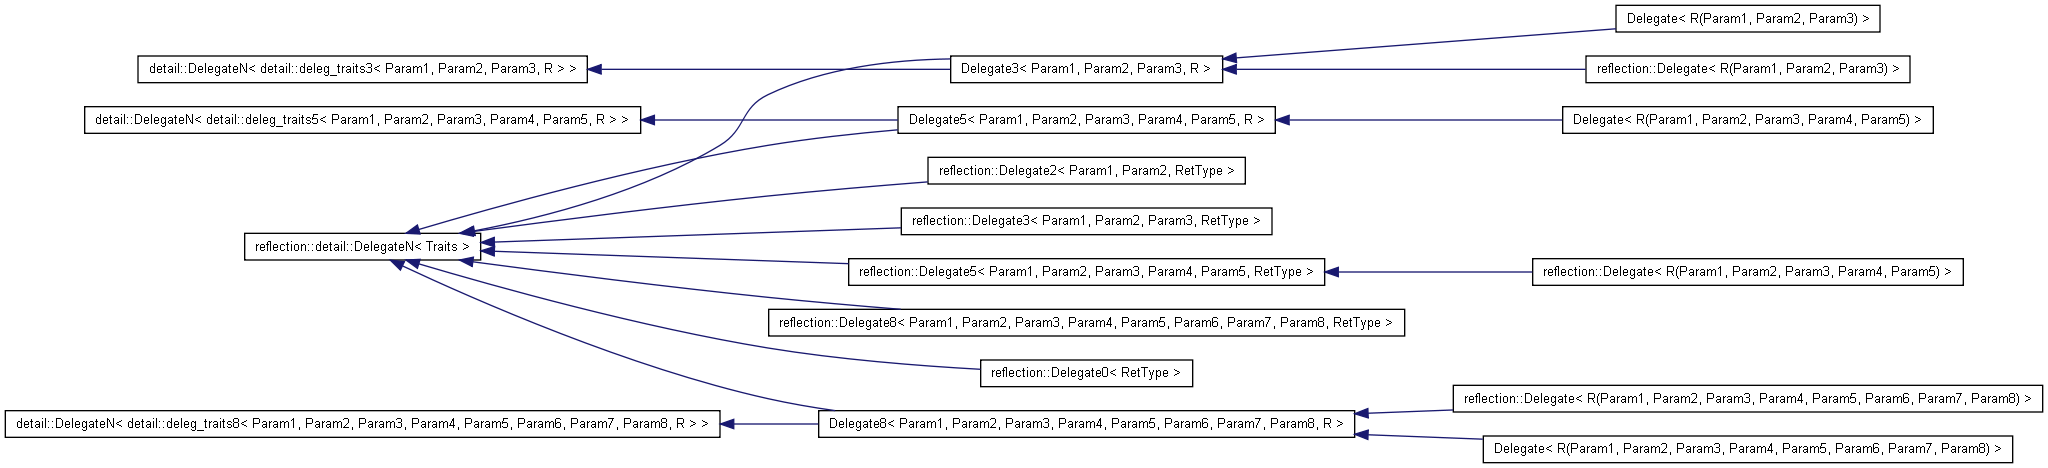 Delegate< R(Param1, Param2, Param3) >
detail::DelegateN< detail::deleg_traits3< Param1, Param2, Param3, R > >
Delegate3< Param1, Param2, Param3, R >
reflection::Delegate< R(Param1, Param2, Param3) >
detail::DelegateN< detail::deleg_traits5< Param1, Param2, Param3, Param4, Param5, R > >
Delegate5< Param1, Param2, Param3, Param4, Param5, R >
Delegate< R(Param1, Param2, Param3, Param4, Param5) >
reflection::Delegate2< Param1, Param2, RetType >
reflection::Delegate3< Param1, Param2, Param3, RetType >
reflection::detail::DelegateN< Traits >
reflection::Delegate5< Param1, Param2, Param3, Param4, Param5, RetType >
reflection::Delegate< R(Param1, Param2, Param3, Param4, Param5) >
reflection::Delegate8< Param1, Param2, Param3, Param4, Param5, Param6, Param7, Param8, RetType >
reflection::Delegate0< RetType >
reflection::Delegate< R(Param1, Param2, Param3, Param4, Param5, Param6, Param7, Param8) >
detail::DelegateN< detail::deleg_traits8< Param1, Param2, Param3, Param4, Param5, Param6, Param7, Param8, R > >
Delegate8< Param1, Param2, Param3, Param4, Param5, Param6, Param7, Param8, R >
Delegate< R(Param1, Param2, Param3, Param4, Param5, Param6, Param7, Param8) >